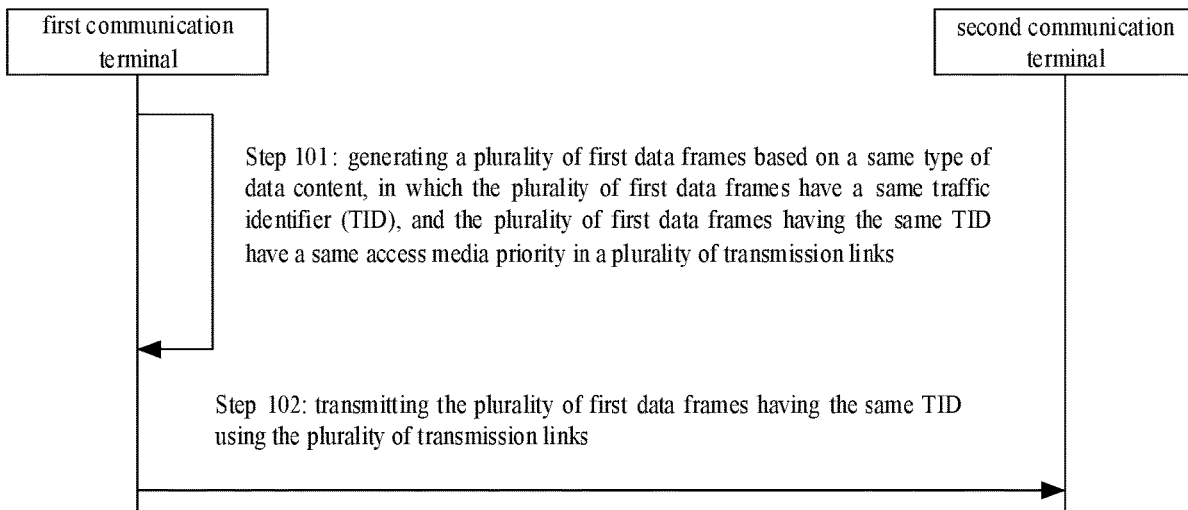 first communication
terminal
second communication
terminal
Step 101: generating a plurality of first data frames based on a same type of
data content, in which the plurality of first data frames have a same traffic
identifier (TID), and the plurality of first data frames having the same TID
have a same access media priority in a plurality of transmission links
Step 102: transmitting the plurality of first data frames having the same TID
using the plurality of transmission links